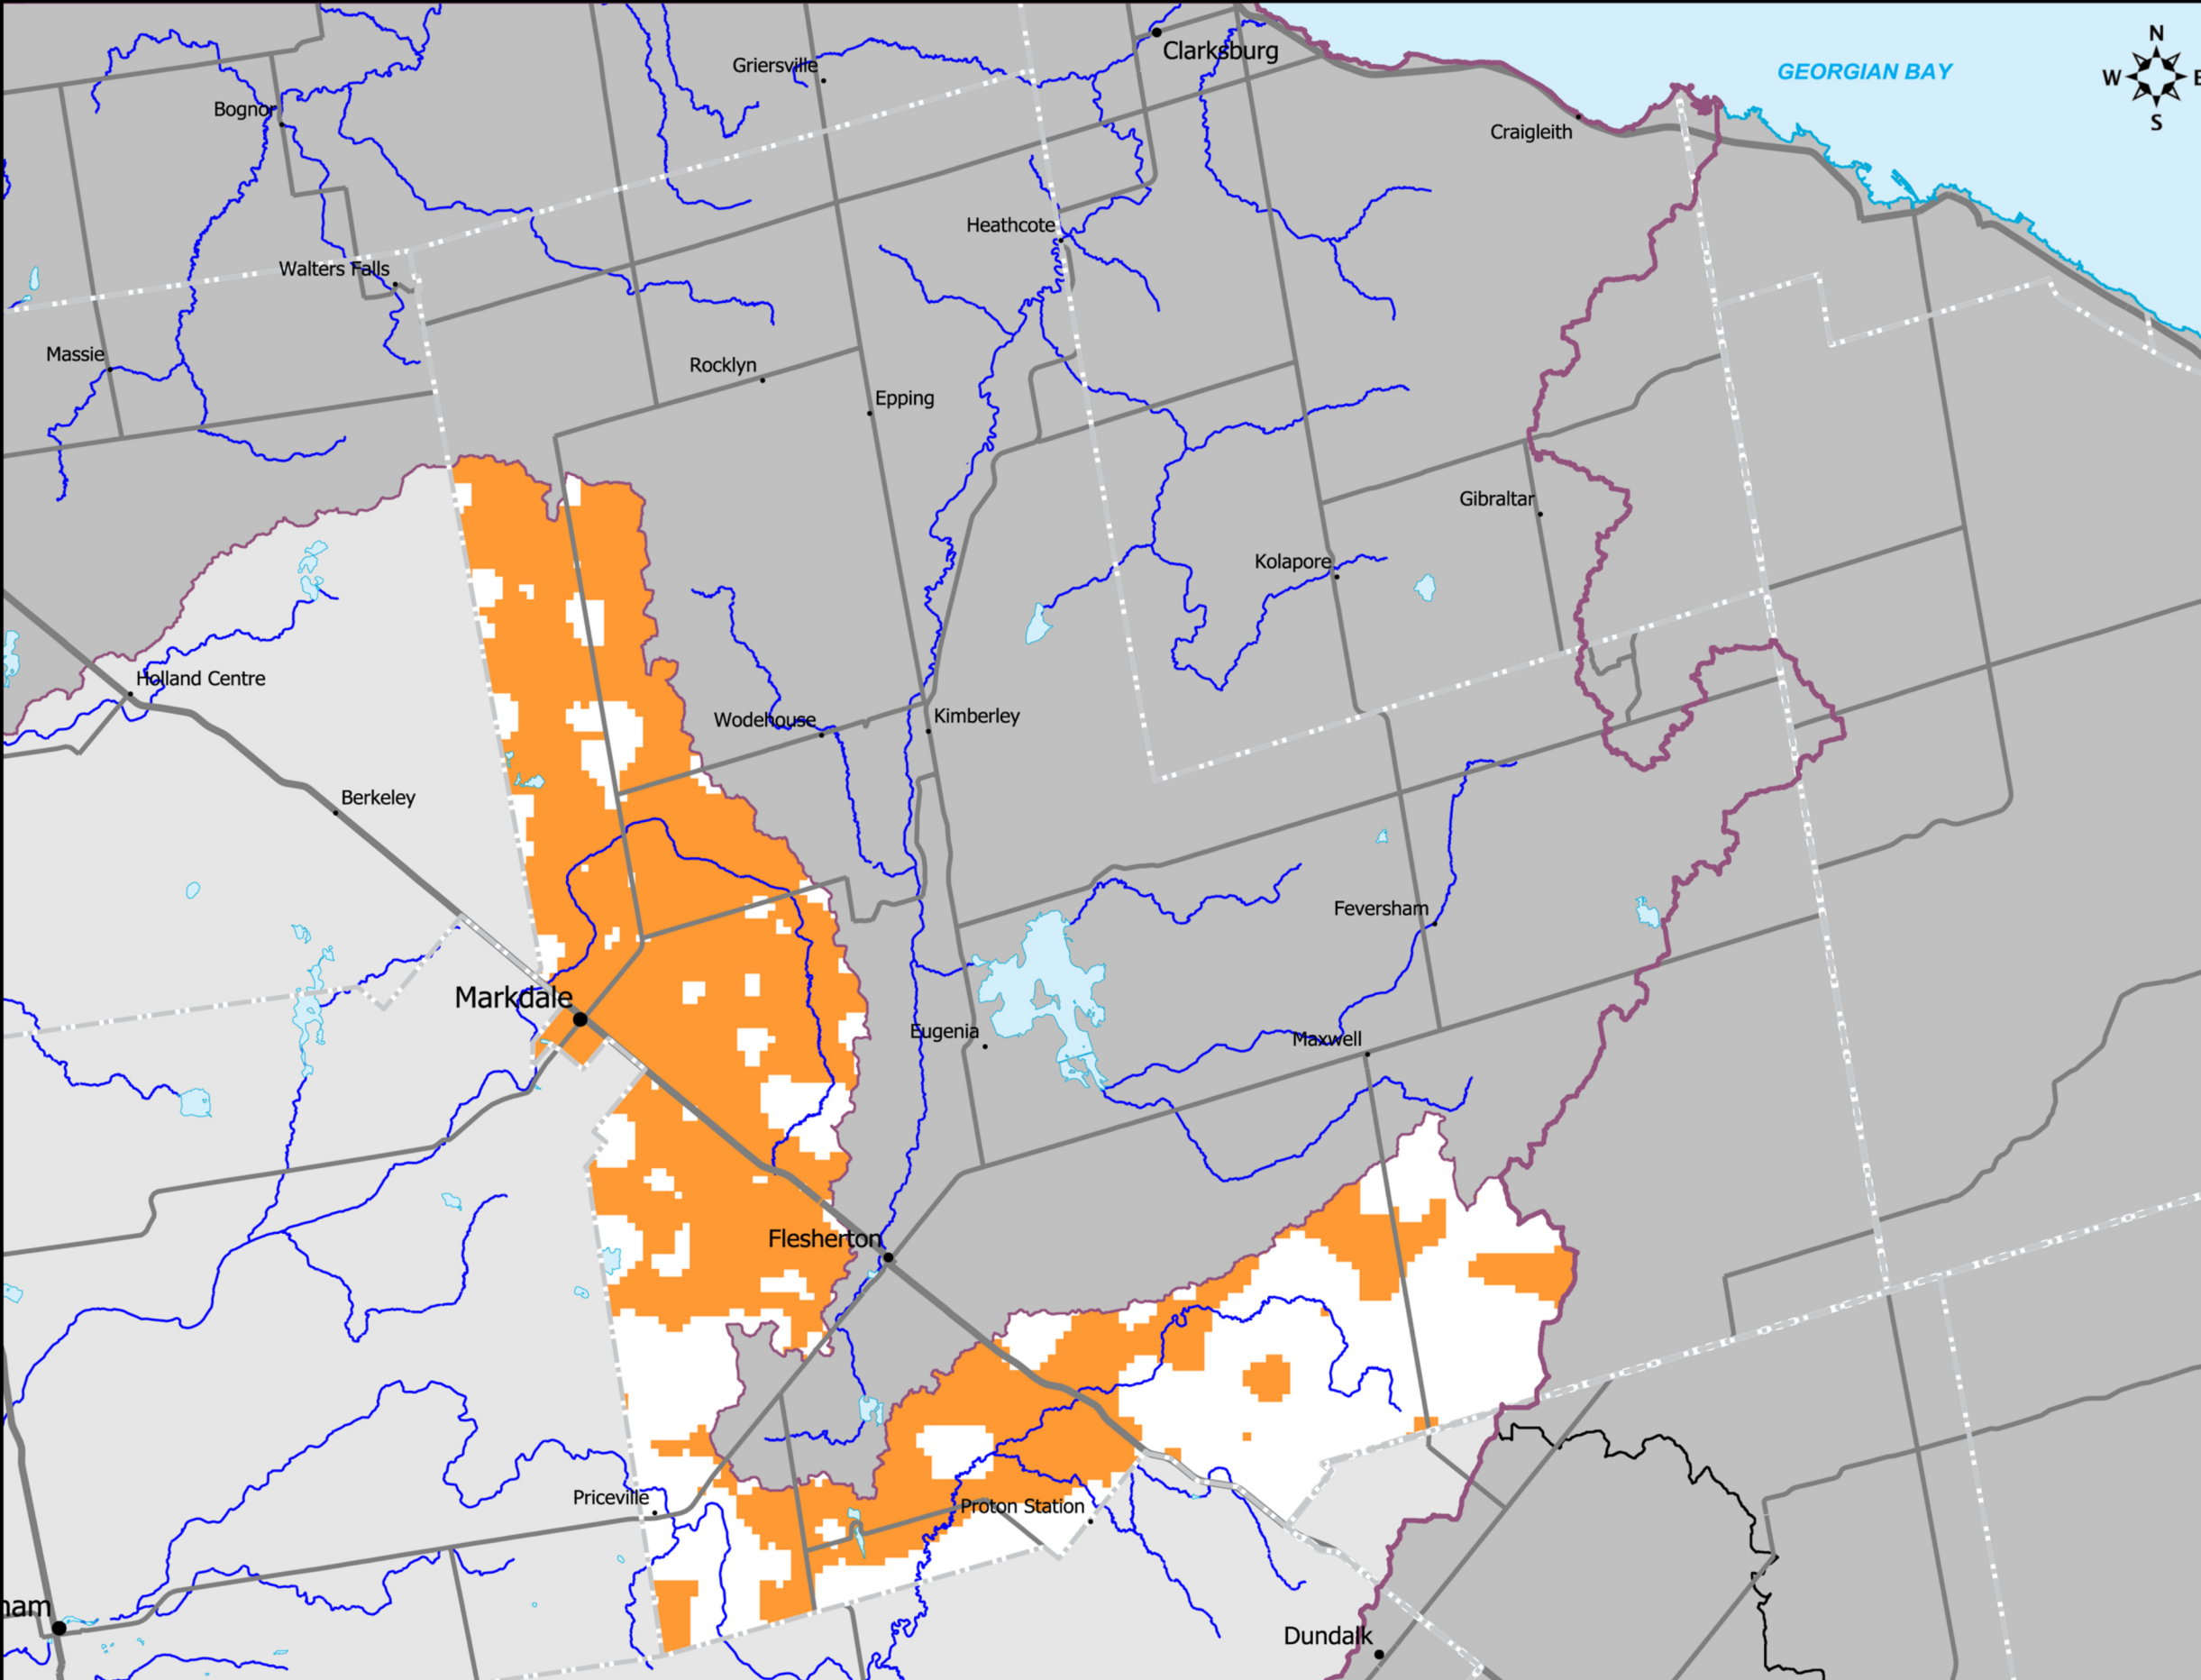 N
Clarksburg
Griersville
GEORGIAN BAY
W
E
Bognor
S
Craigleith
Heathcote
Walters Falls
Massie
Rocklyn
Epping
Gibraltar
Kolapore
Holland Centre
Wodehouse
Kimberley
Berkeley
Feversham
Markdale
Eugenia
Maxwell
Flesherton
Priceville
Proton Station
ham
Dundalk